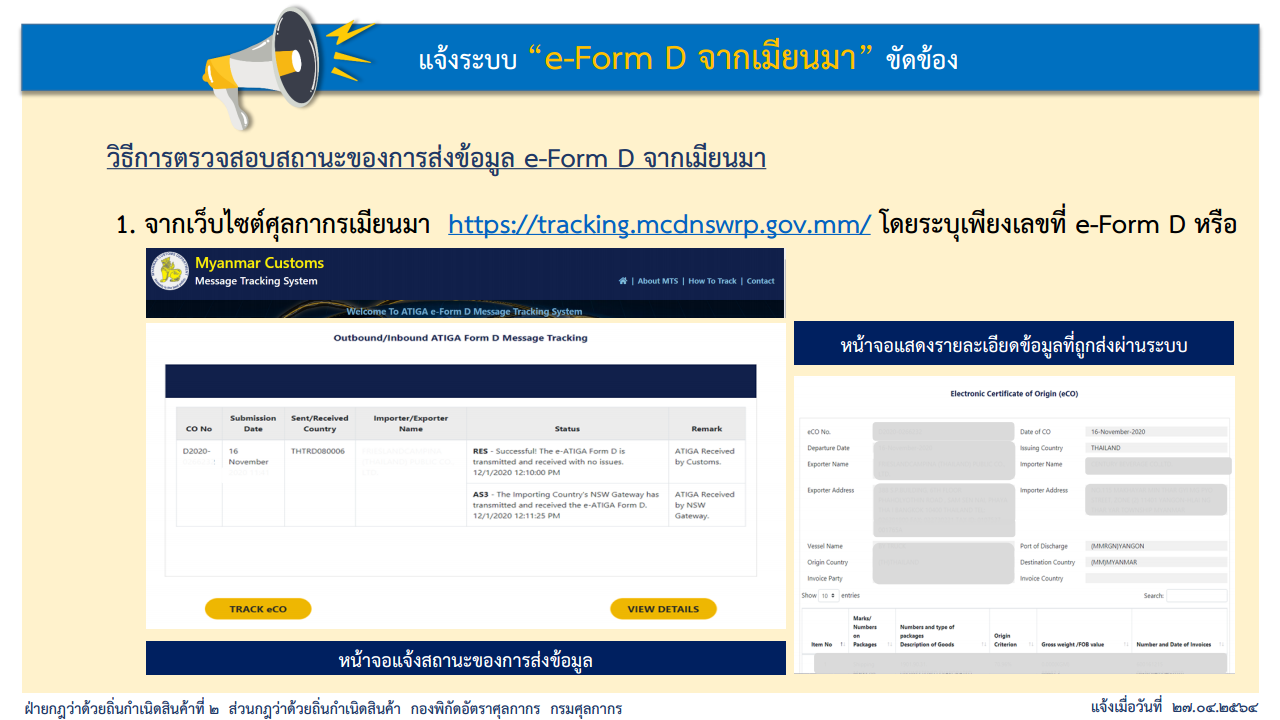 แจ้งระบบ “e-Form D จากเมียนมา” ขัดข้อง
วิธีการตรวจสอบสถานะของการส่งข้อมูล e-Form D จากเมียนมา
1. จากเว็บไซต์ศุลกากรเมียนมา https://tracking.mcdnswrp.gov.mm/ โดยระบุเพียงเลขที่ e-Form D หรือ
Myanmar Customs
Message Tracking System
| About MTS | How To Track | Contact
Welcome To ATIGA e-Form D Message Tracking System
Outbound/Inbound ATIGA Form D Message Tracking
CO No
Submission Date
Sent/Received Country
Importer/Exporter Name
Status
Remark
D2020-
16 November
THTRD080006
RES - Successful! The e-ATIGA Form D is
transmitted and received with no issues.
12/1/2020 12:10:00 PM
ATIGA Received
by Customs.
AS3 - The Importing Country's NSW Gateway has
transmitted and received the e-ATIGA Form D.
12/1/2020 12:11:25 PM
ATIGA Received
by NSW
Gateway.
TRACK eCO
VIEW DETAILS
หน้าจอแจ้งสถานะของการส่งข้อมูล
หน้าจอแสดงรายละเอียดข้อมูลที่ถูกส่งผ่านระบบ
Electronic Certificate of Origin (eCO)
eCO No.
Date of CO 16-November-2020
Departure Date
Issuing Country THAILAND
Exporter Name
Importer Name
Exporter Address
Importer Address
Vessel Name
Port of Discharge (MMRGN)YANGON
Origin Country
Destination Country (MM)MYANMAR
Invoice Party
Invoice Country
Show 10 entries
Search:
Item No
Marks/
Numbers
on
Packages
Numbers and type of
packages
Description of Goods
Origin
Criterion
Gross weight /FOB value
Number and Date of Invoices
ฝ่ายกฎว่าด้วยถิ่นกำเนิดสินค้าที่ ๒ ส่วนกฎว่าด้วยถิ่นกำเนิดสินค้า กองพิกัดอัตราศุลกากร กรมศุลกากร
แจ้งเมื่อวันที่ ๒๗.๐๔.๒๕๖๔